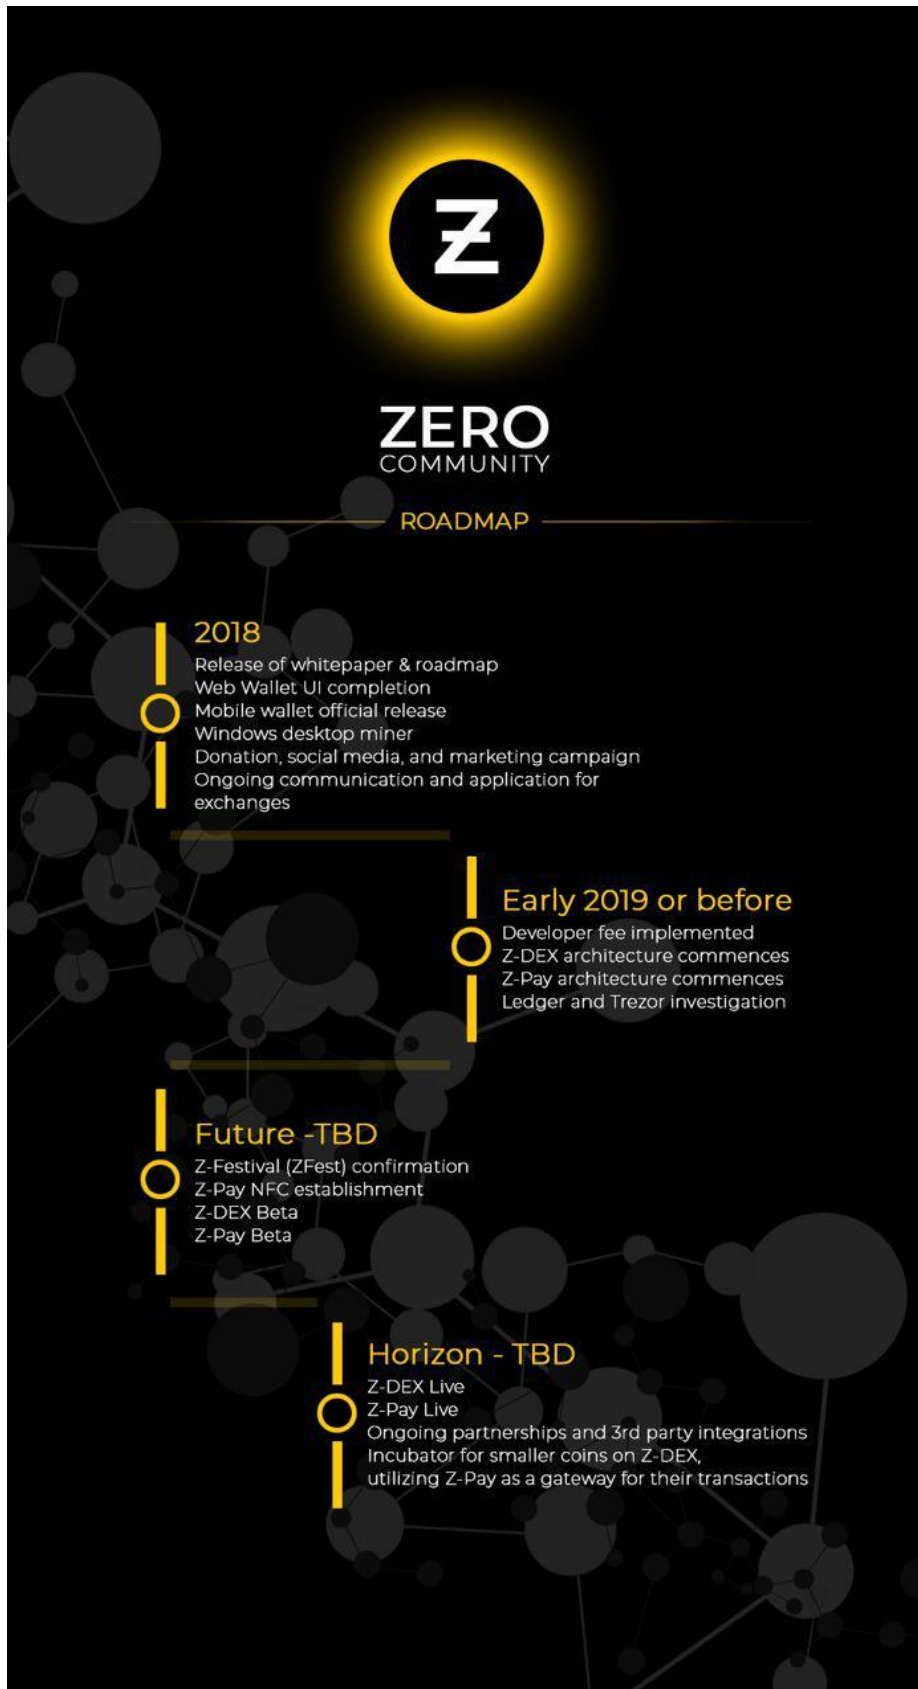 Ƶ
ZERO
COMMUNITY
ROADMAP
2018
Release of whitepaper & roadmap
Web Wallet UI completion
Mobile wallet official release
Windows desktop miner
Donation, social media, and marketing campaign
Ongoing communication and application for
exchanges
Early 2019 or before
Developer fee implemented
Z-DEX architecture commences
Z-Pay architecture commences
Ledger and Trezor investigation
Future -TBD
Z-Festival (ZFest) confirmation
Z-Pay NFC establishment
Z-DEX Beta
Z-Pay Beta
Horizon - TBD
Z-DEX Live
Z-Pay Live
Ongoing partnerships and 3rd party integrations
Incubator for smaller coins on Z-DEX,
utilizing Z-Pay as a gateway for their transactions